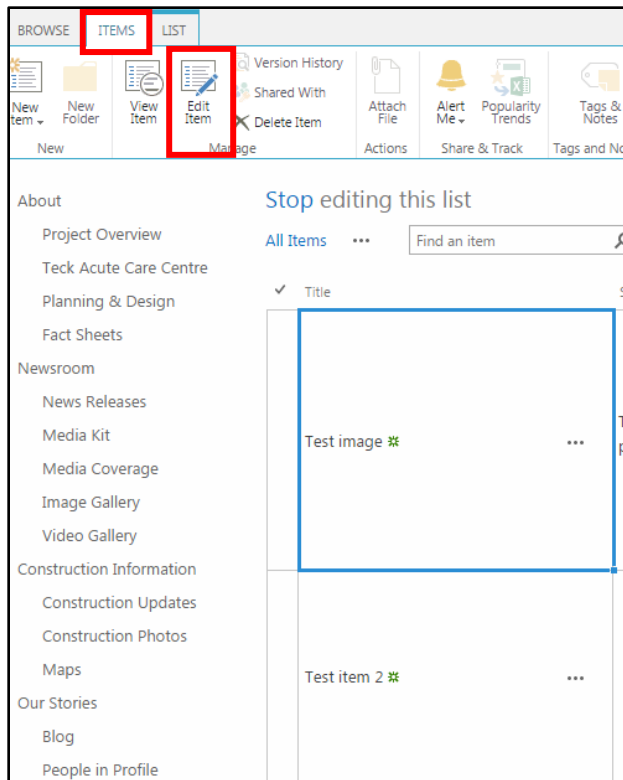 BROWSE ITEMS LIST
New
tem
New
Folder
View
Item
Edit
Item
Version History
Shared With
Delete Item
Attach
File
Alert
Me
Popularity
Trends
Tags &
Notes
New
Manage
Actions
Share & Track
Tags and No
About
Project Overview
Teck Acute Care Centre
Planning & Design
Fact Sheets
Newsroom
News Releases
Media Kit
Media Coverage
Image Gallery
Video Gallery
Construction Information
Construction Updates
Construction Photos
Maps
Our Stories
Blog
People in Profile
Stop editing this list
All Items ...
Find an item
Title
Test image ...
Test item 2 ...